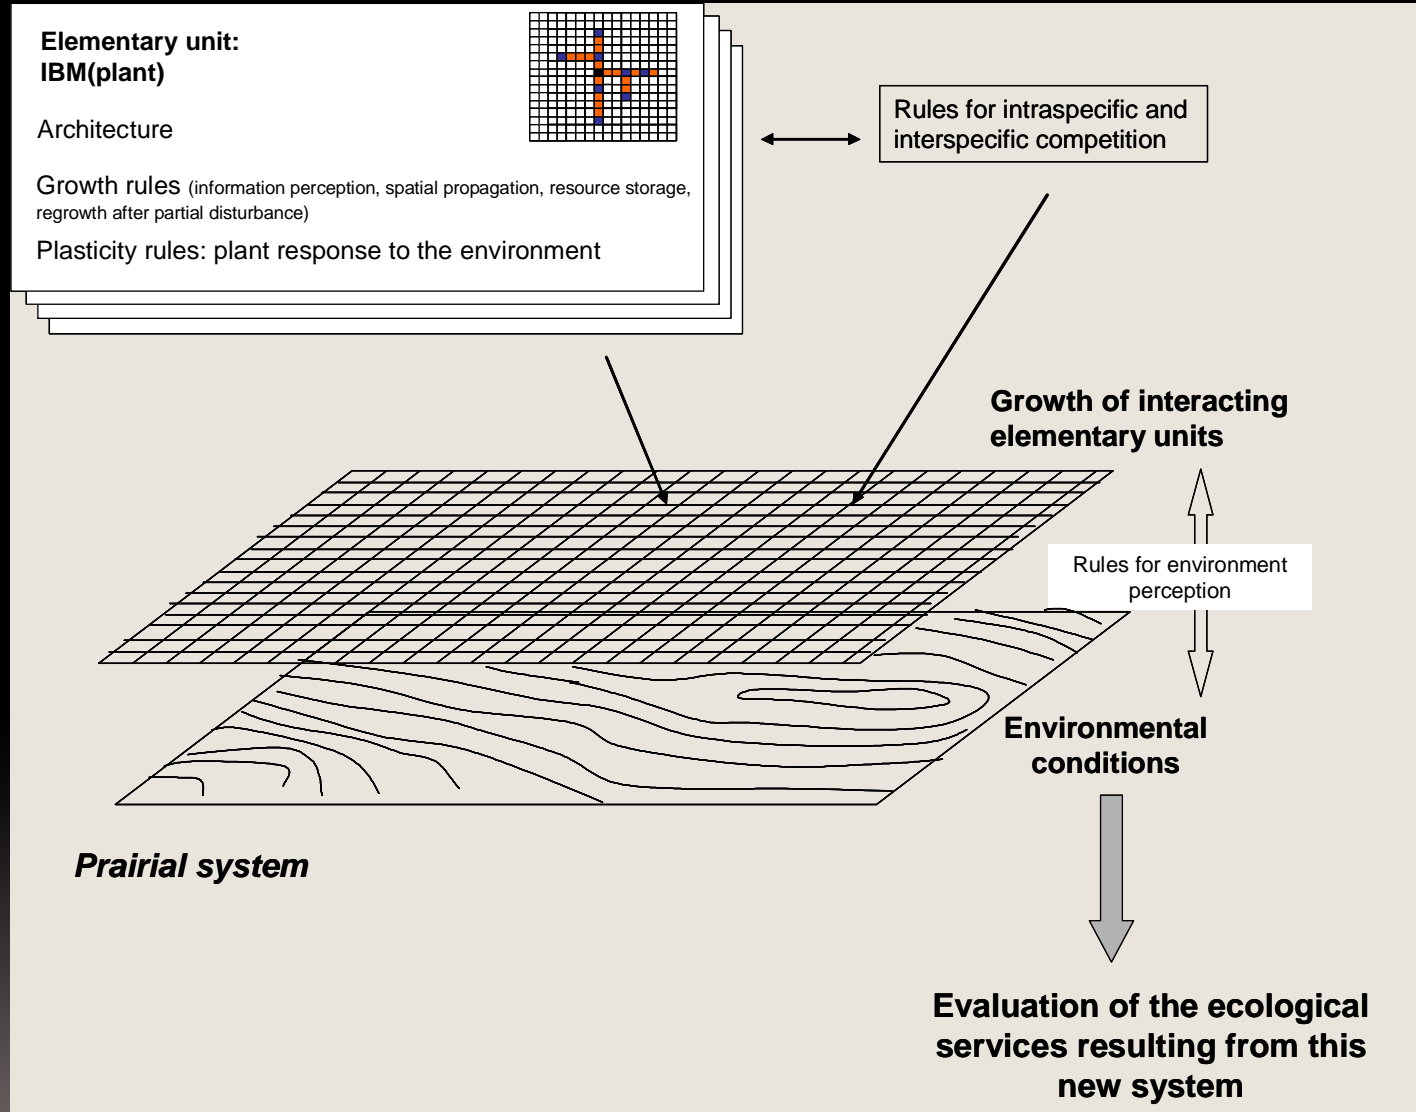 Elementary unit:
IBM(plant)
Architecture
Growth rules (information perception, spatial propagation, resource storage,
regrowth after partial disturbance)
Plasticity rules: plant response to the environment
Rules for intraspecific and
interspecific competition
Growth of interacting
elementary units
Rules for environment
perception
Environmental
conditions
Prairial system
Evaluation of the ecological
services resulting from this
new system